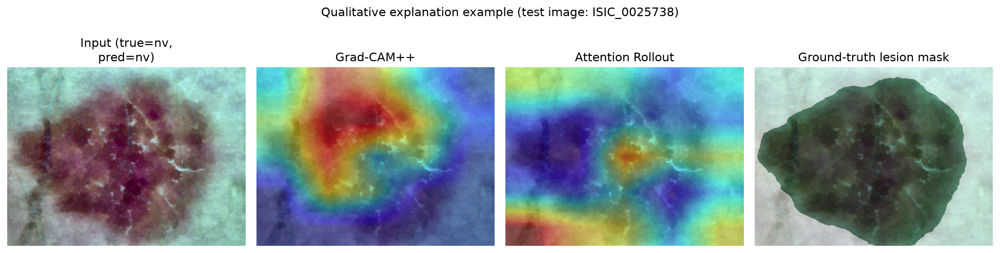 Qualitative explanation example (test image: ISIC_0025738)
Input (true=nv,
pred=nv)
Grad-CAM++
Attention Rollout
Ground-truth lesion mask